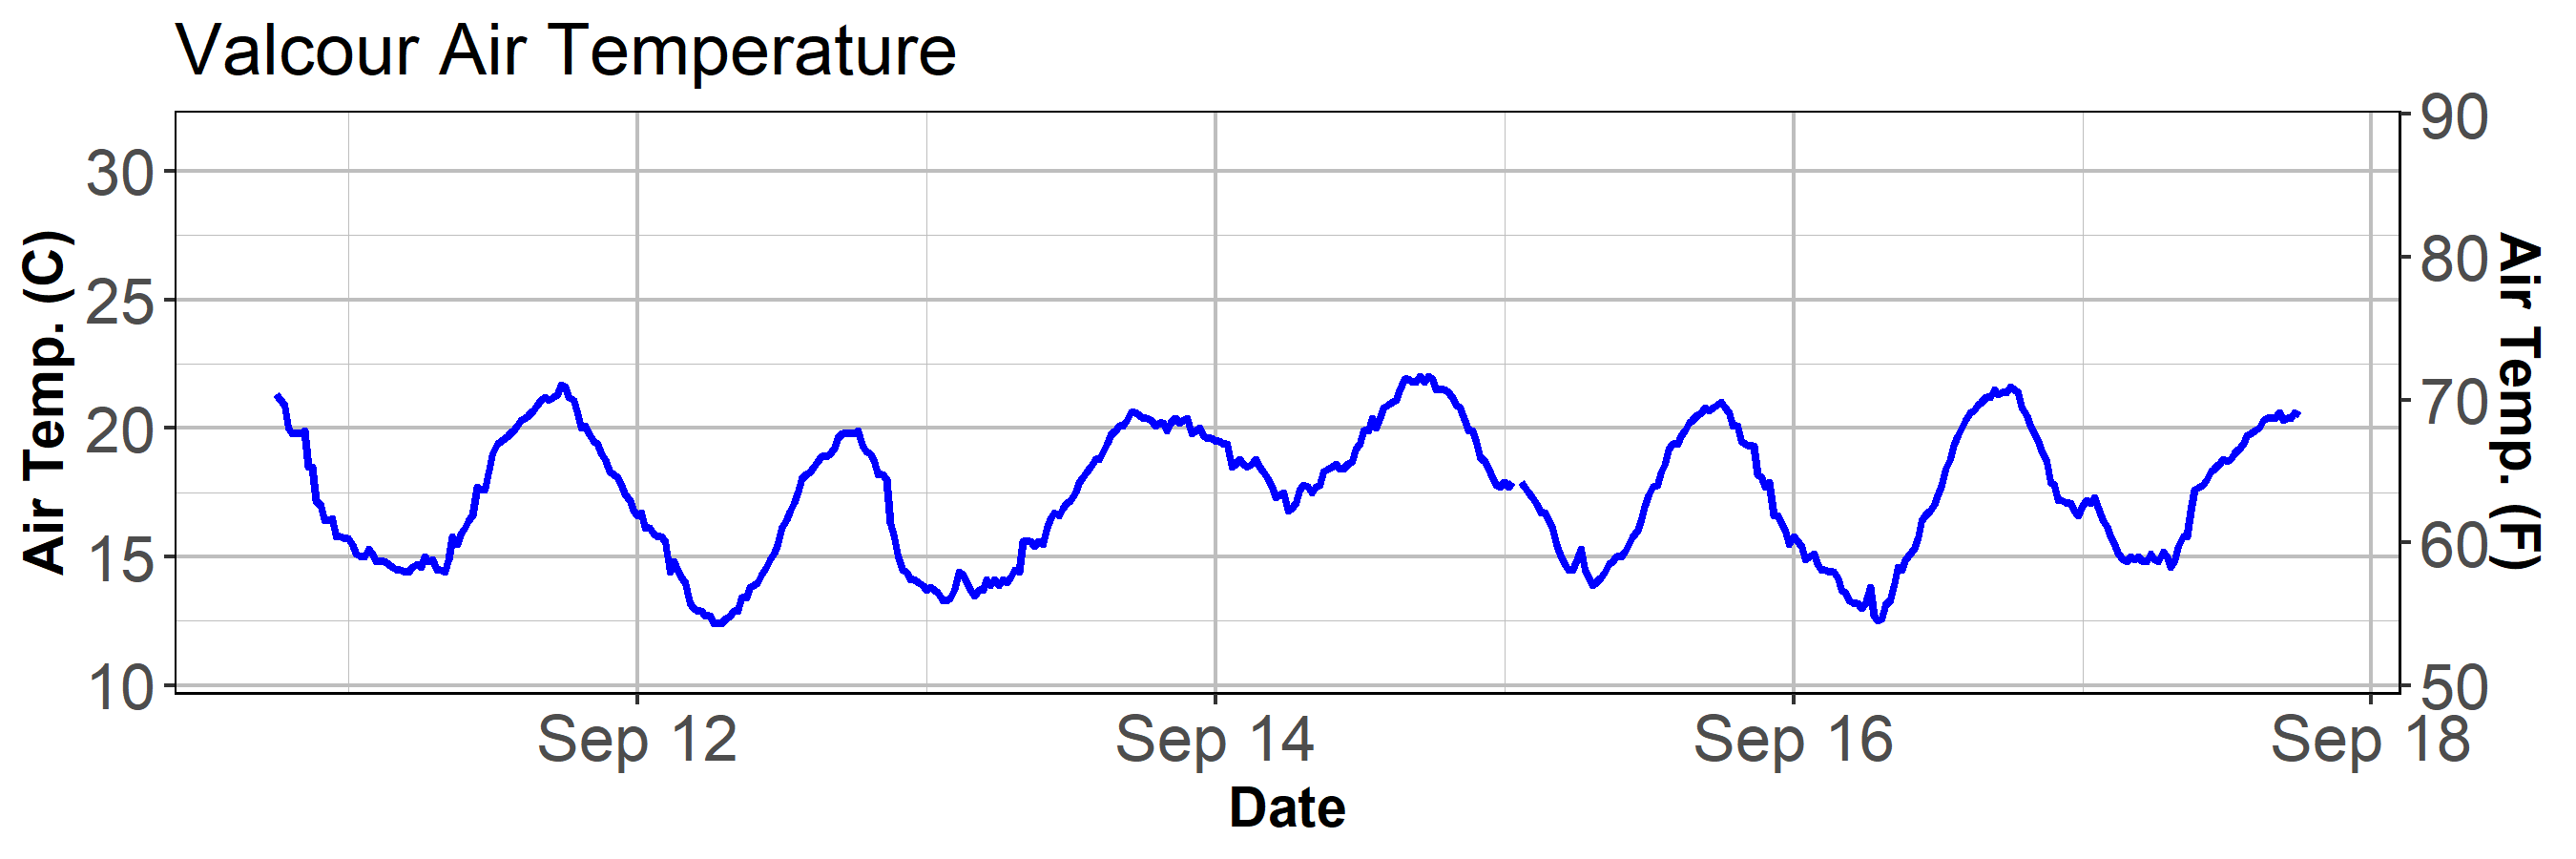 Valcour Air Temperature
Air Temp. (C)
30
25
20
15
10
90
80
70
60
50
Air Temp. (F)
Sep 12
Sep 14
Sep 16
Sep 18
Date